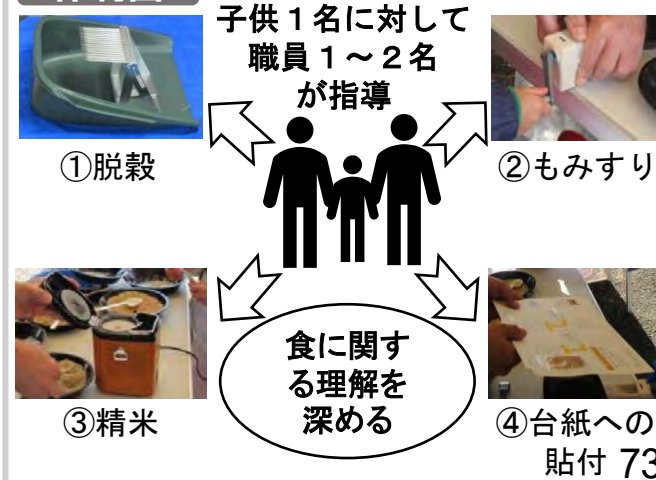 子供１名に対して
職員１～２名
が指導
①脱穀
②もみすり
③精米
食に関す
る理解を
深める
④台紙への
貼付 73